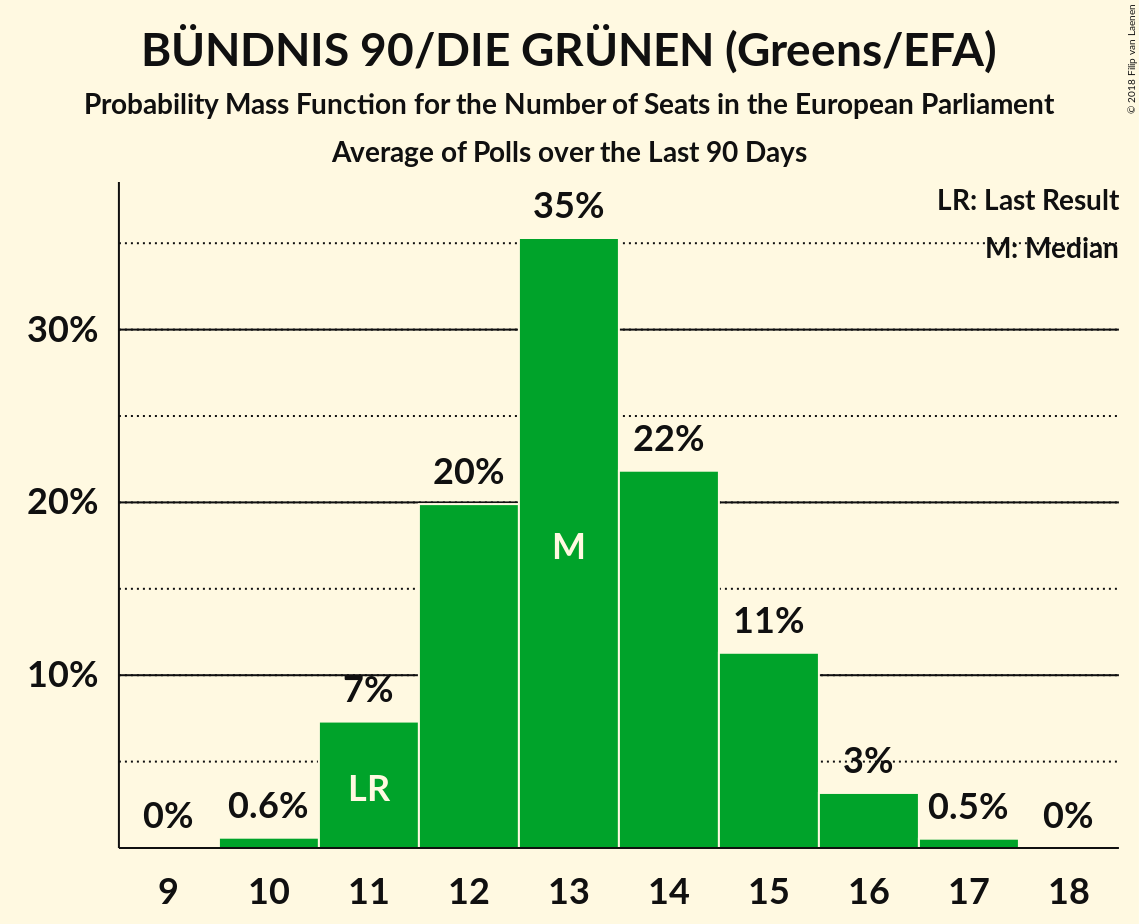 BÜNDNIS 90/DIE GRÜNEN (Greens/EFA)
Probability Mass Function for the Number of Seats in the European Parliament
Average of Polls over the Last 90 Days
© 2018 Filip van Laenen
LR: Last Result
M: Median
35%
30%
22%
20%
20%
M
11%
10%
7%
3%
LR
0%
0.6%
0.5%
0%
9 10 11 12 13 14 15 16 17 18